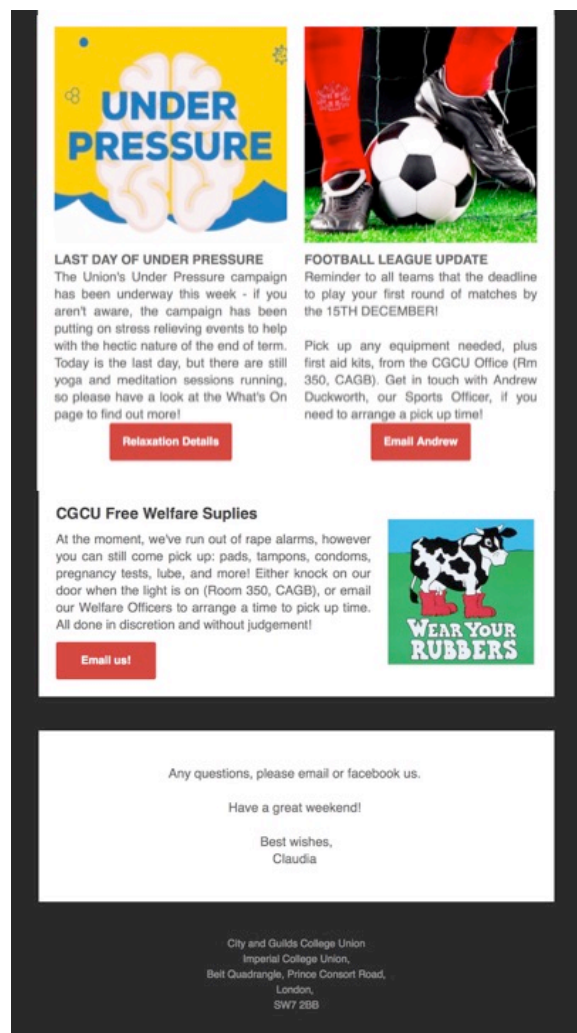 UNDER
PRESSURE
LAST DAY OF UNDER PRESSURE
The Union's Under Pressure campaign
has been underway this week - if you
aren't aware, the campaign has been
putting on stress relieving events to help
with the hectic nature of the end of term.
Today is the last day, but there are still
yoga and meditation sessions running,
so please have a look at the What's On
page to find out more!
Relaxation Details
FOOTBALL LEAGUE UPDATE
Reminder to all teams that the deadline
to play your first round of matches by
the 15TH DECEMBER!
Pick up any equipment needed, plus
first aid kits, from the CGCU Office (Rm
350, CAGB). Get in touch with Andrew
Duckworth, our Sports Officer, if you
need to arrange a pick up time!
Email Andrew
CGCU Free Welfare Suplies
At the moment, we've run out of rape alarms, however
you can still come pick up: pads, tampons, condoms,
pregnancy tests, lube, and more! Either knock on our
door when the light is on (Room 350, CAGB), or email
our Welfare Officers to arrange a time to pick up time.
All done in discretion and without judgement!
Email us!
WEAR YOUR
RUBBERS
Any questions, please email or facebook us.
Have a great weekend!
Best wishes,
Claudia
City and Guilds College Union
Imperial College Union,
Beit Quadrangle, Prince Consort Road,
London,
SW7 2BB